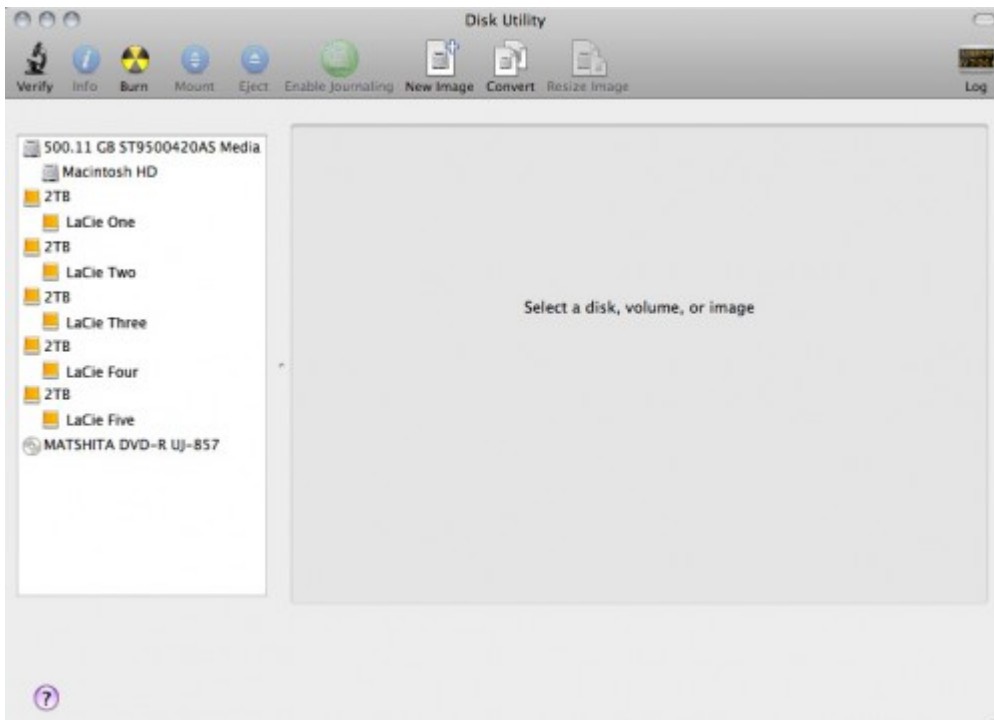 Disk Utility
Verify Info Burn Mount Eject Enable Journaling New Image Convert Resize Image Log
500.11 GB ST9500420AS Media
Macintosh HD
2TB
LaCie One
2TB
LaCie Two
2TB
LaCie Three
2TB
LaCie Four
2TB
LaCie Five
MATSHITA DVD-R UJ-857
Select a disk, volume, or image
?